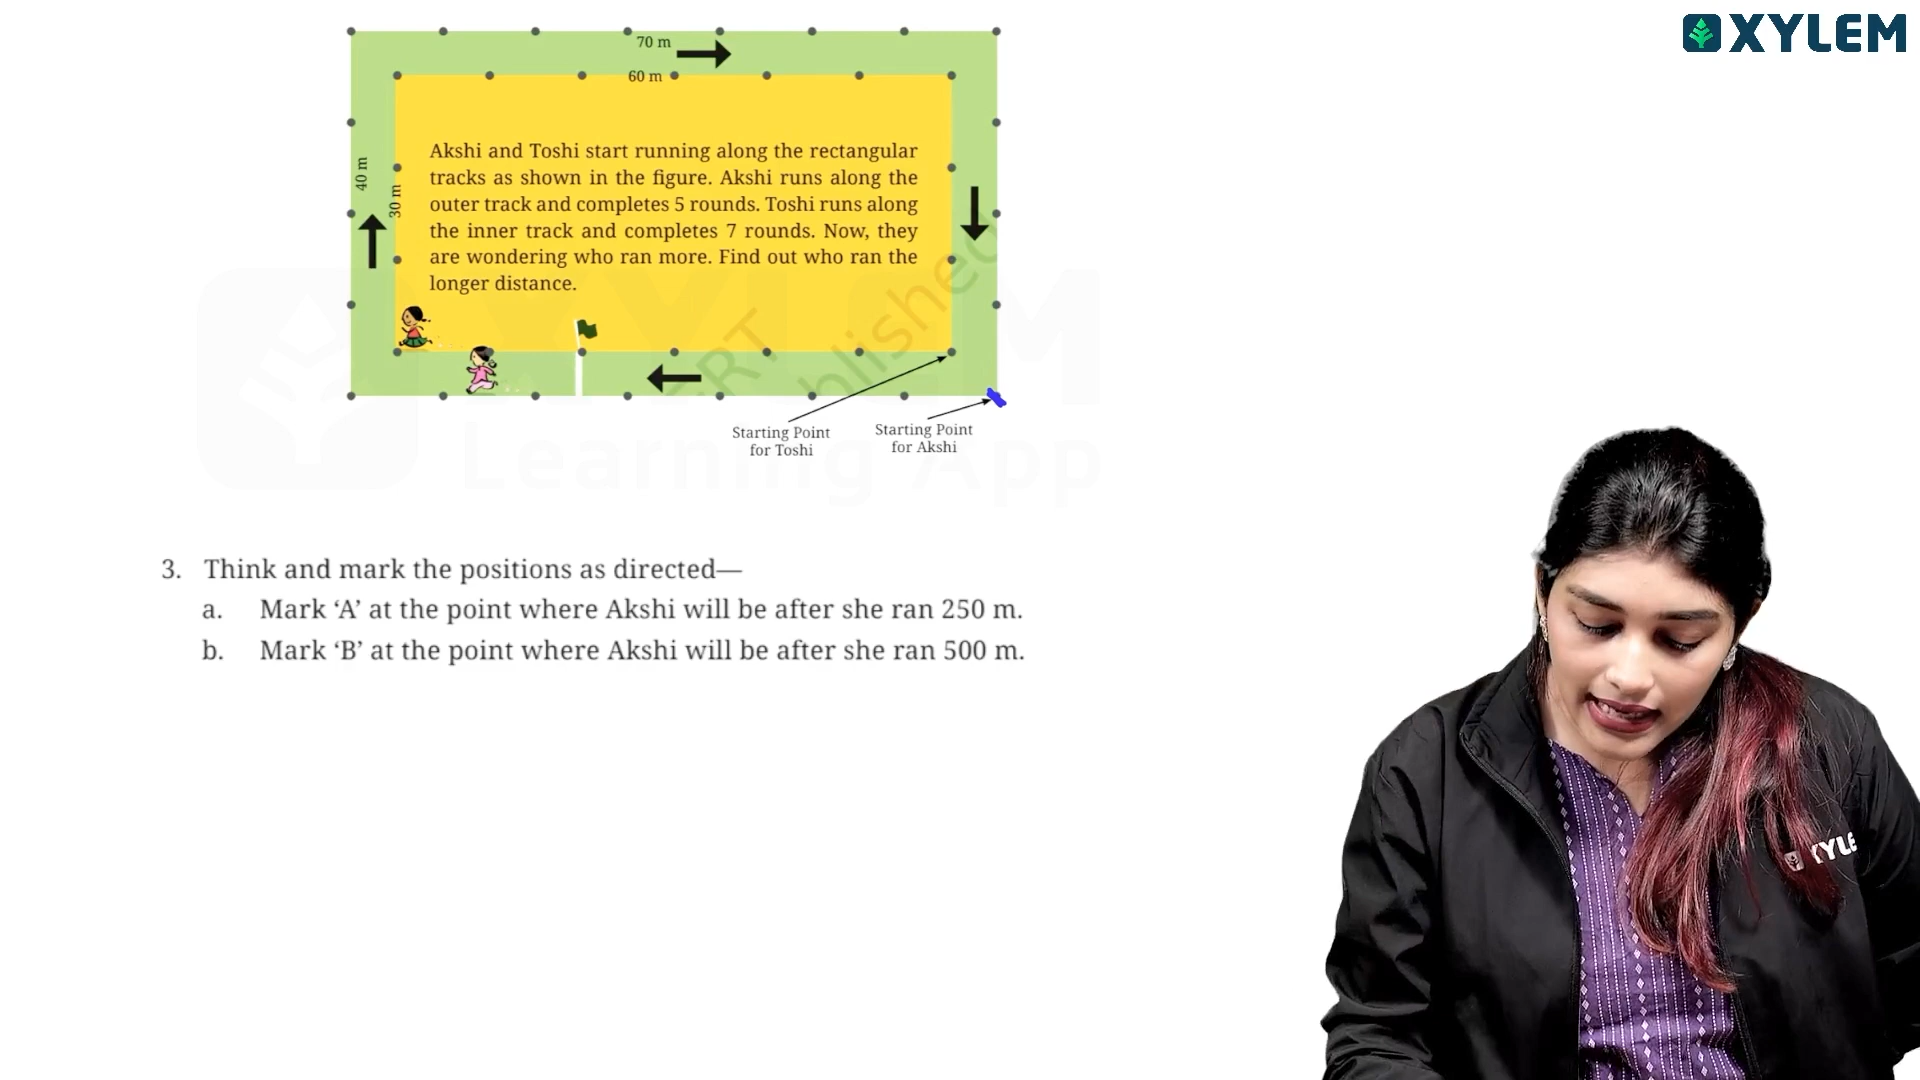 XYLEM
70 m
60 m
40 m
30 m
Akshi and Toshi start running along the rectangular
tracks as shown in the figure. Akshi runs along the
outer track and completes 5 rounds. Toshi runs along
the inner track and completes 7 rounds. Now, they
are wondering who ran more. Find out who ran the
longer distance.
Starting Point
for Toshi
Starting Point
for Akshi
Learning App
3. Think and mark the positions as directed—
a. Mark ‘A’ at the point where Akshi will be after she ran 250 m.
b. Mark ‘B’ at the point where Akshi will be after she ran 500 m.